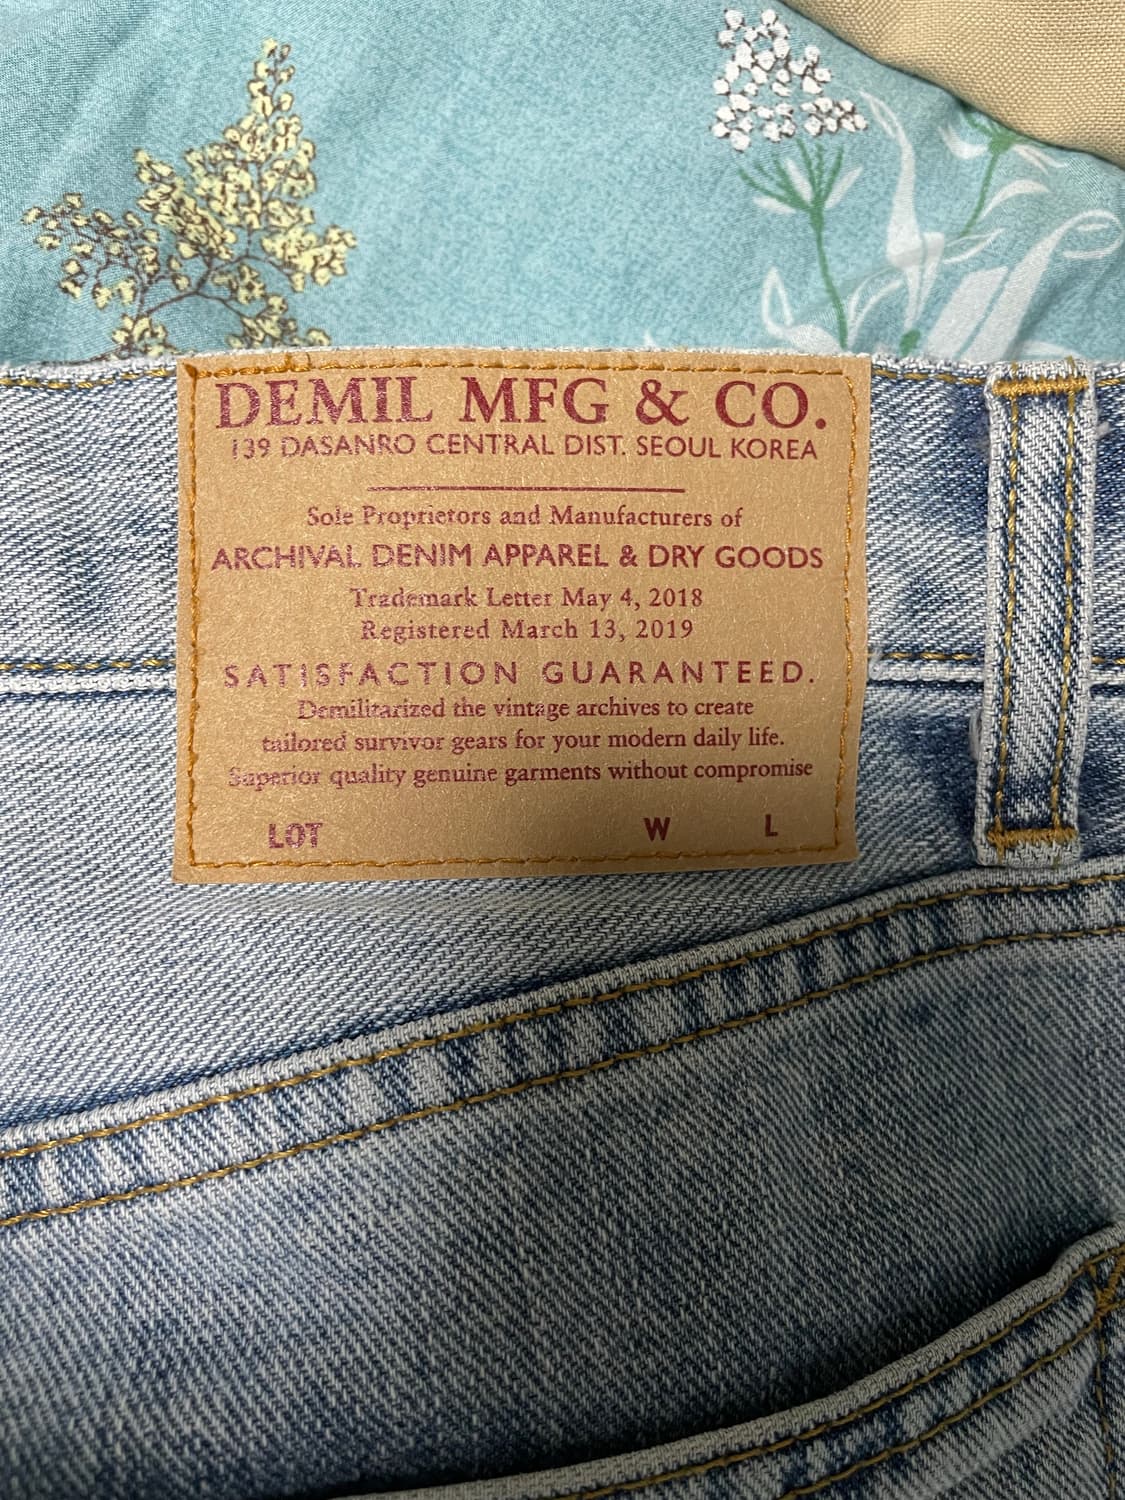 DEMIL MFG & CO.
139 DASANRO CENTRAL DIST. SEOUL KOREA
Sole Proprietors and Manufacturers of
ARCHIVAL DENIM APPAREL & DRY GOODS
Trademark Letter May 4, 2018
Registered March 13, 2019
SATISFACTION GUARANTEED.
Demilitarized the vintage archives to create
tailored survivor gears for your modern daily life.
Superior quality genuine garments without compromise
LOT W L